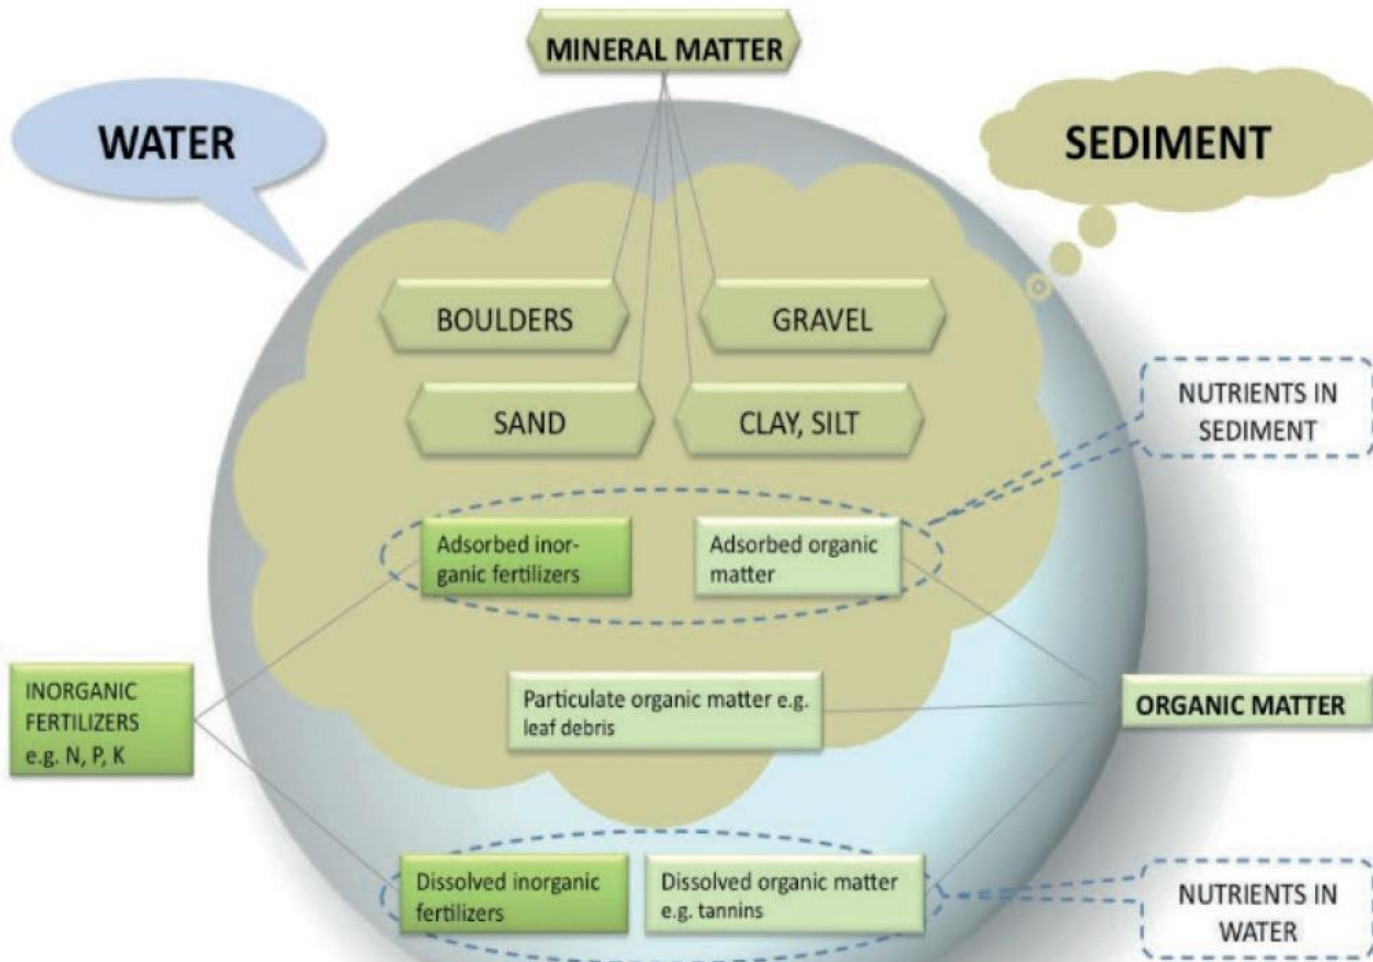 MINERAL MATTER
WATER
SEDIMENT
BOULDERS
GRAVEL
SAND
CLAY, SILT
NUTRIENTS IN
SEDIMENT
Adsorbed inor-
ganic fertilizers
Adsorbed organic
matter
INORGANIC
FERTILIZERS
e.g. N, P, K
Particulate organic matter e.g.
leaf debris
ORGANIC MATTER
Dissolved inorganic
fertilizers
Dissolved organic matter
e.g. tannins
NUTRIENTS IN
WATER